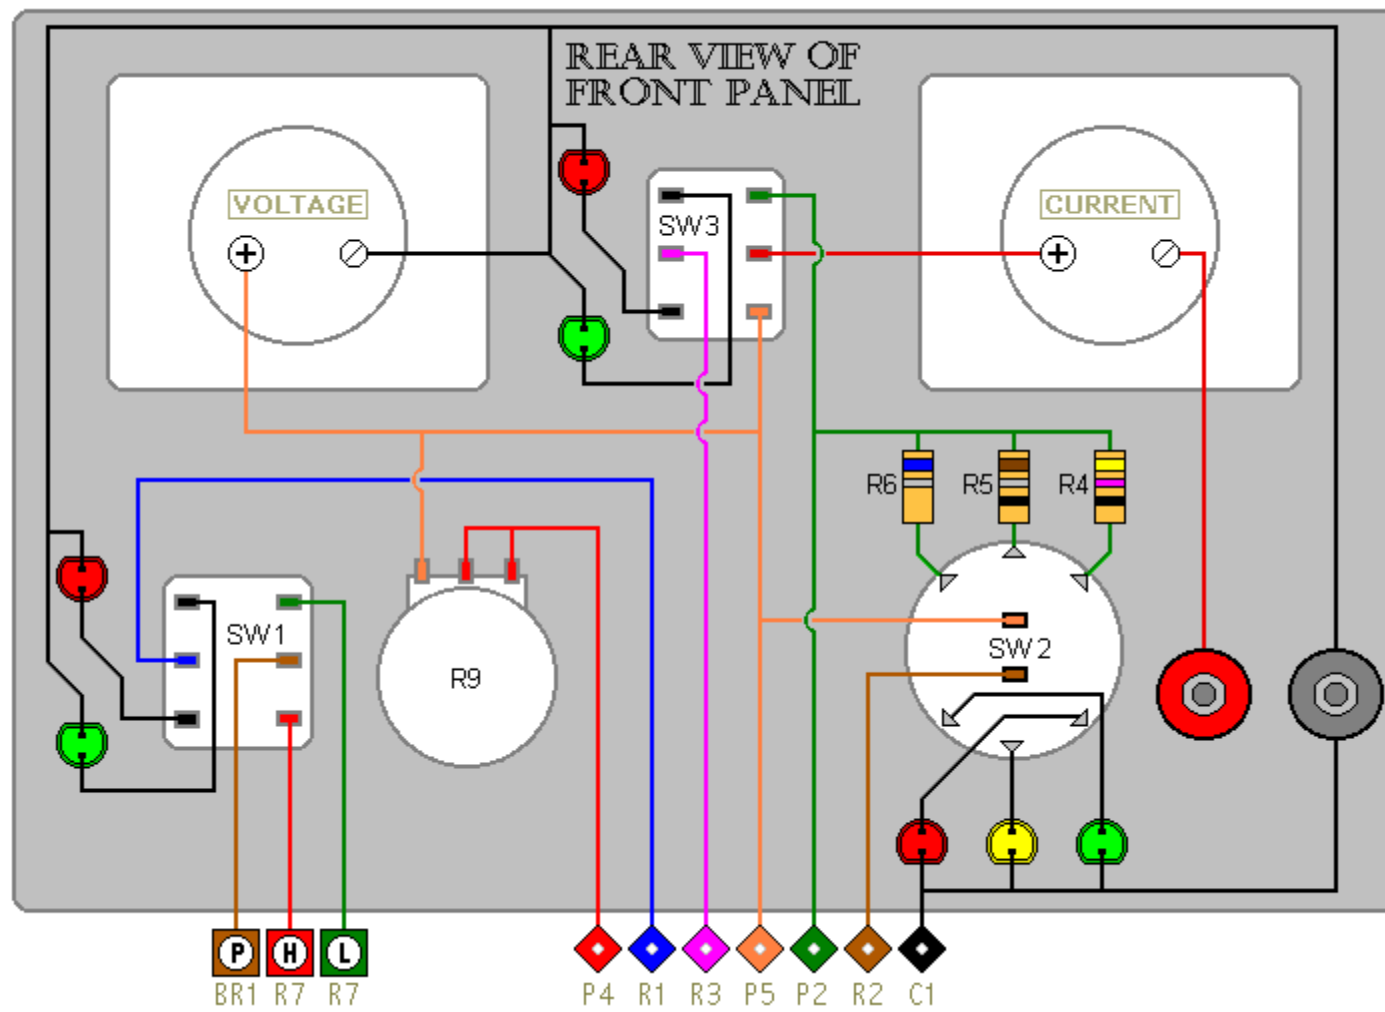 REAR VIEW OF
FRONT PANEL
VOLTAGE
SW3
CURRENT
R6
R5
R4
SW1
R9
SW2
P
H
L
BR1
R7
R7
P4
R1
R3
P5
P2
R2
C1